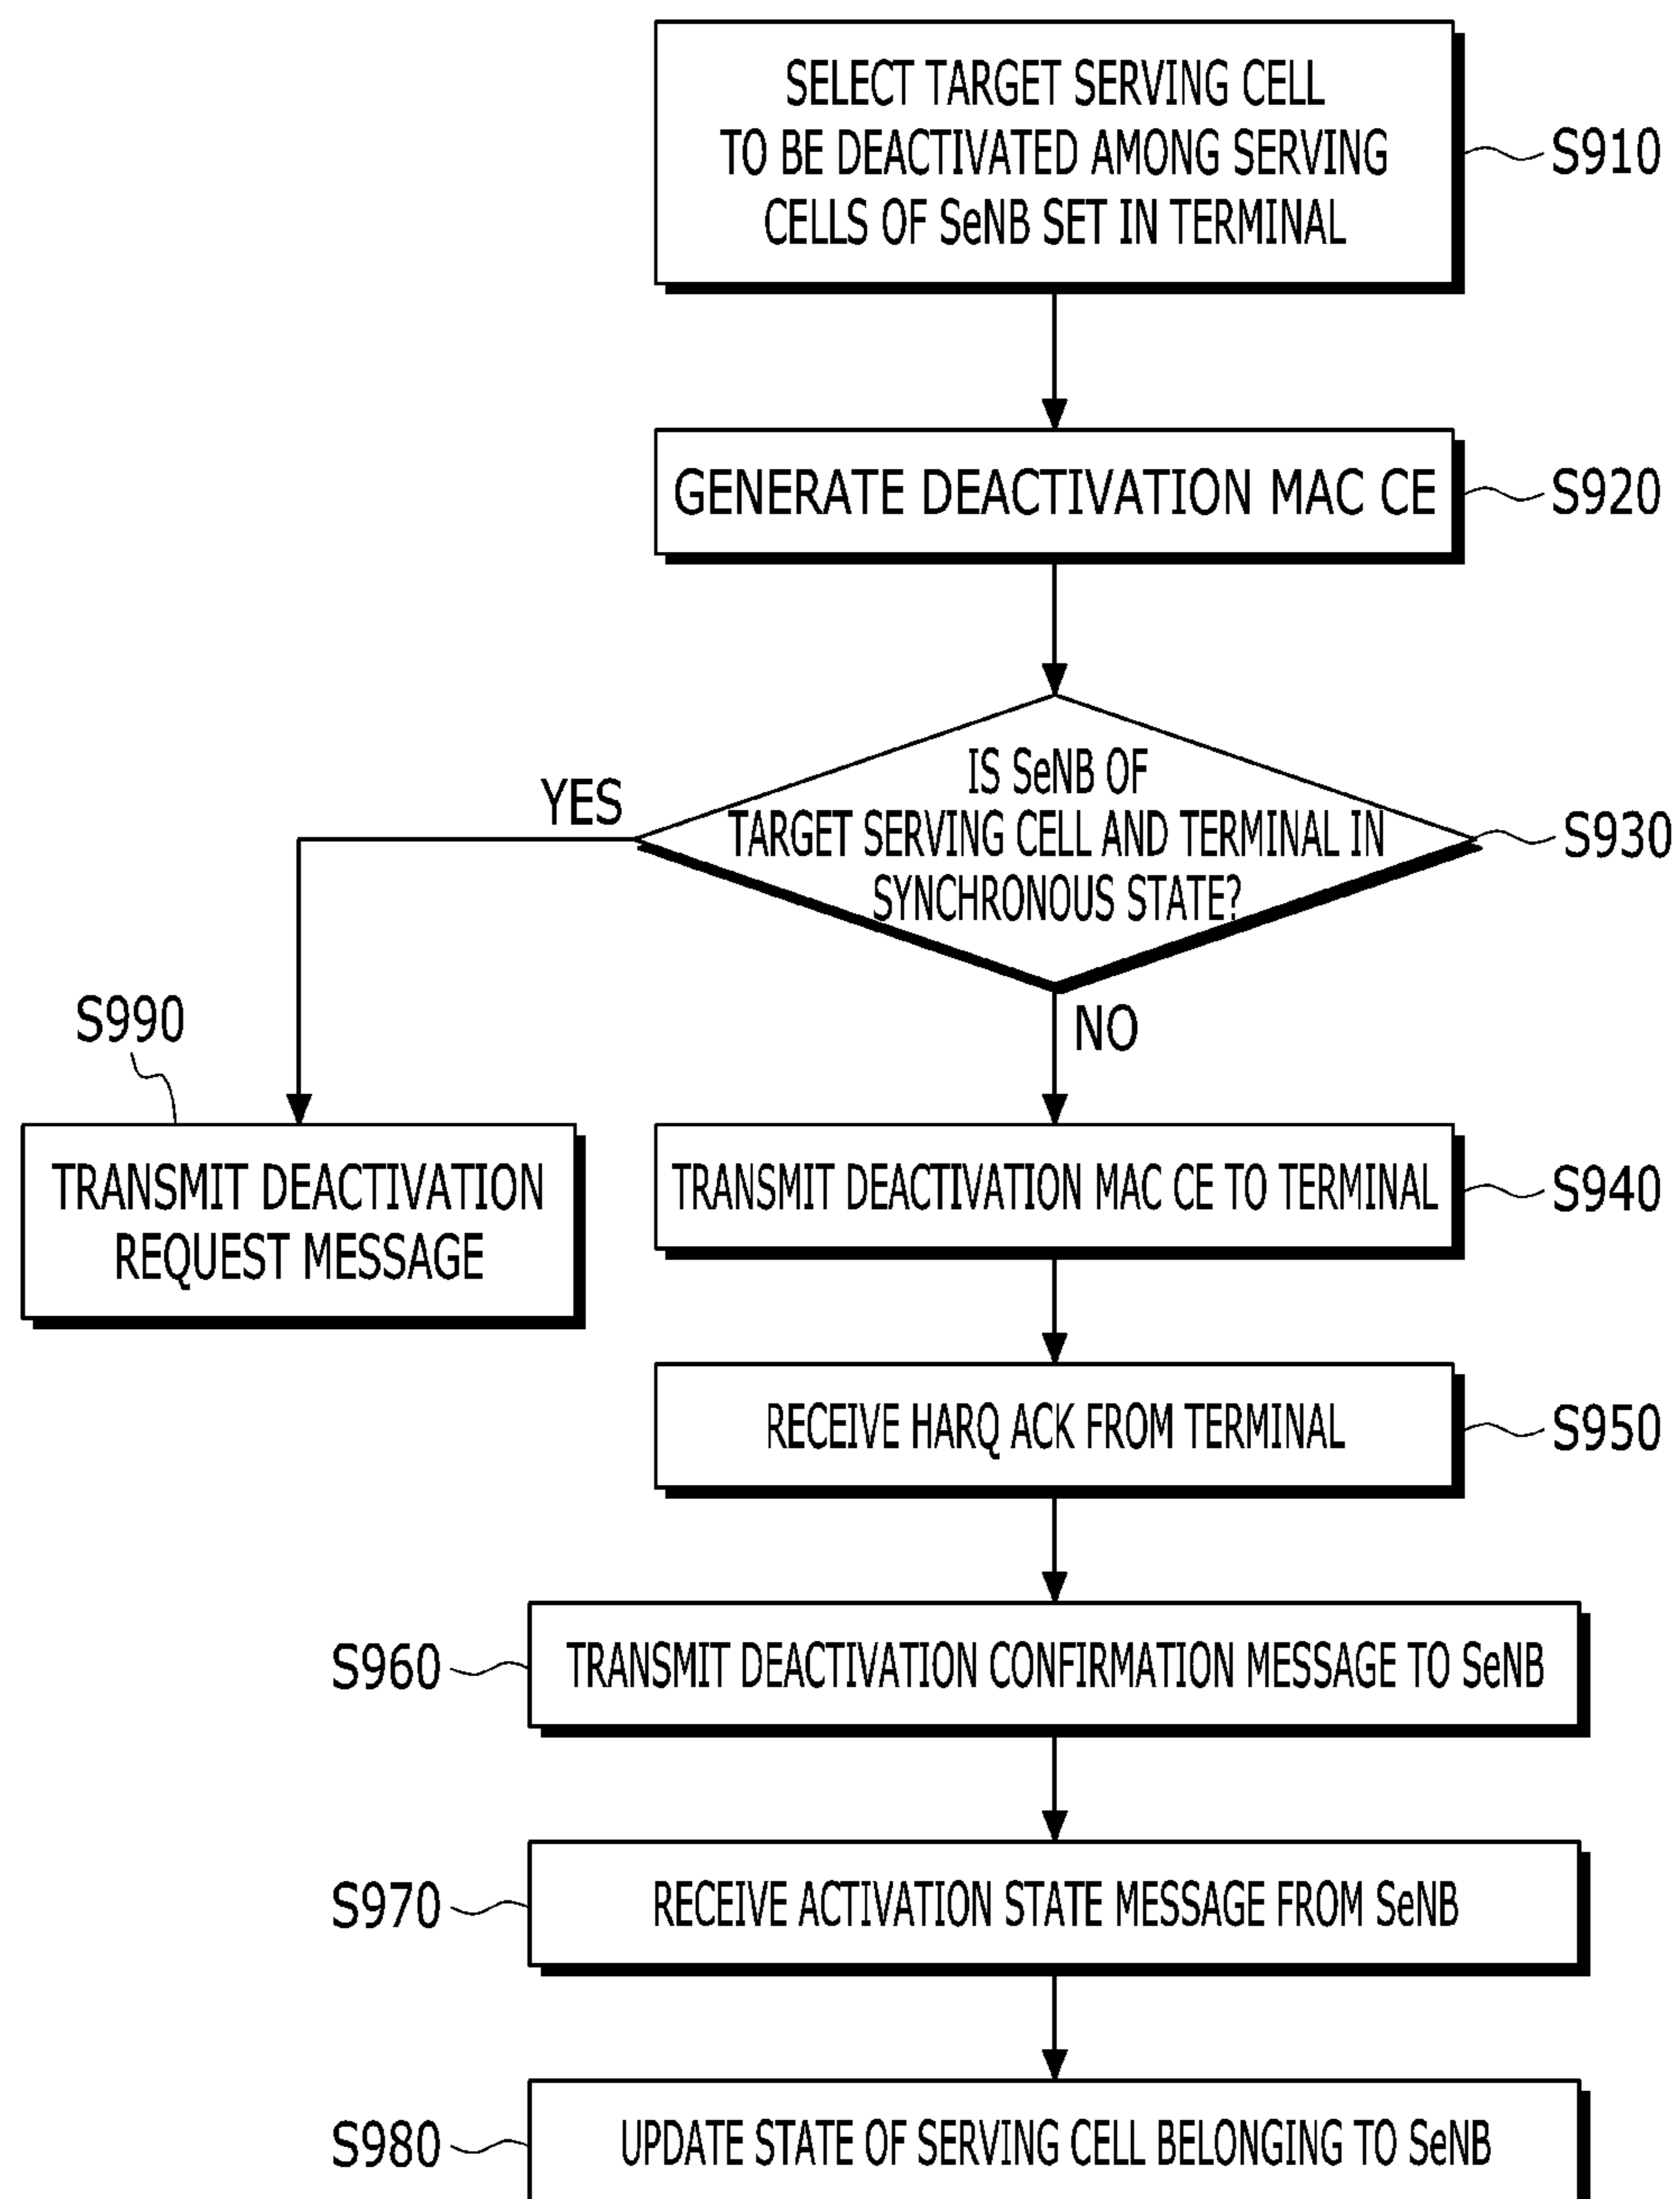 SELECT TARGET SERVING CELL
TO BE DEACTIVATED AMONG SERVING
CELLS OF SeNB SET IN TERMINAL
S910
GENERATE DEACTIVATION MAC CE
S920
IS SeNB OF
TARGET SERVING CELL AND TERMINAL IN
SYNCHRONOUS STATE?
S930
YES
NO
S990
TRANSMIT DEACTIVATION
REQUEST MESSAGE
TRANSMIT DEACTIVATION MAC CE TO TERMINAL
S940
RECEIVE HARQ ACK FROM TERMINAL
S950
S960
TRANSMIT DEACTIVATION CONFIRMATION MESSAGE TO SeNB
S970
RECEIVE ACTIVATION STATE MESSAGE FROM SeNB
S980
UPDATE STATE OF SERVING CELL BELONGING TO SeNB